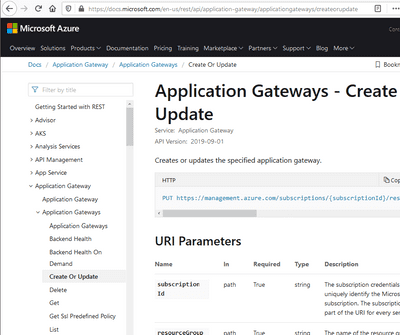 https://docs.microsoft.com/en-us/rest/api/application-gateway/applicationgateways/createorupdate
Microsoft Azure
Overview Solutions Products Documentation Pricing Training Marketplace Partners Support Blog More
Docs / Application Gateway / Application Gateways / Create Or Update
Bookm
Filter by title
Getting Started with REST
Advisor
AKS
Analysis Services
API Management
App Service
Application Gateway
Application Gateway
Application Gateways
Application Gateways
Backend Health
Backend Health On
Demand
Create Or Update
Delete
Get
Get Ssl Predefined Policy
List
Application Gateways - Create
Update
Service: Application Gateway
API Version: 2019-09-01
Creates or updates the specified application gateway.
HTTP
Cop
PUT https://management.azure.com/subscriptions/{subscriptionId}/res
URI Parameters
Name In Required Type Description
subscription
Id
path True string
The subscription credentials
uniquely identify the Micros
subscription. The subscriptio
part of the URI for every serv
resourceGroup path True string The name of the resource g